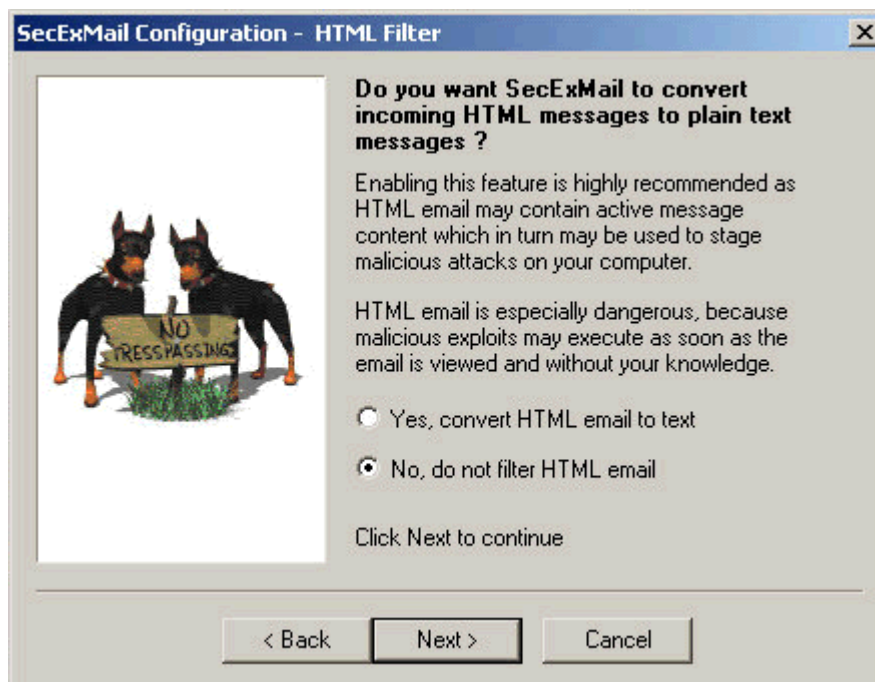 SecExMail Configuration - HTML Filter
Do you want SecExMail to convert
incoming HTML messages to plain text
messages ?
Enabling this feature is highly recommended as
HTML email may contain active message
content which in turn may be used to stage
malicious attacks on your computer.
HTML email is especially dangerous, because
malicious exploits may execute as soon as the
email is viewed and without your knowledge.
NO
TRESSPASSING
Yes, convert HTML email to text
No, do not filter HTML email
Click Next to continue
< Back
Next >
Cancel